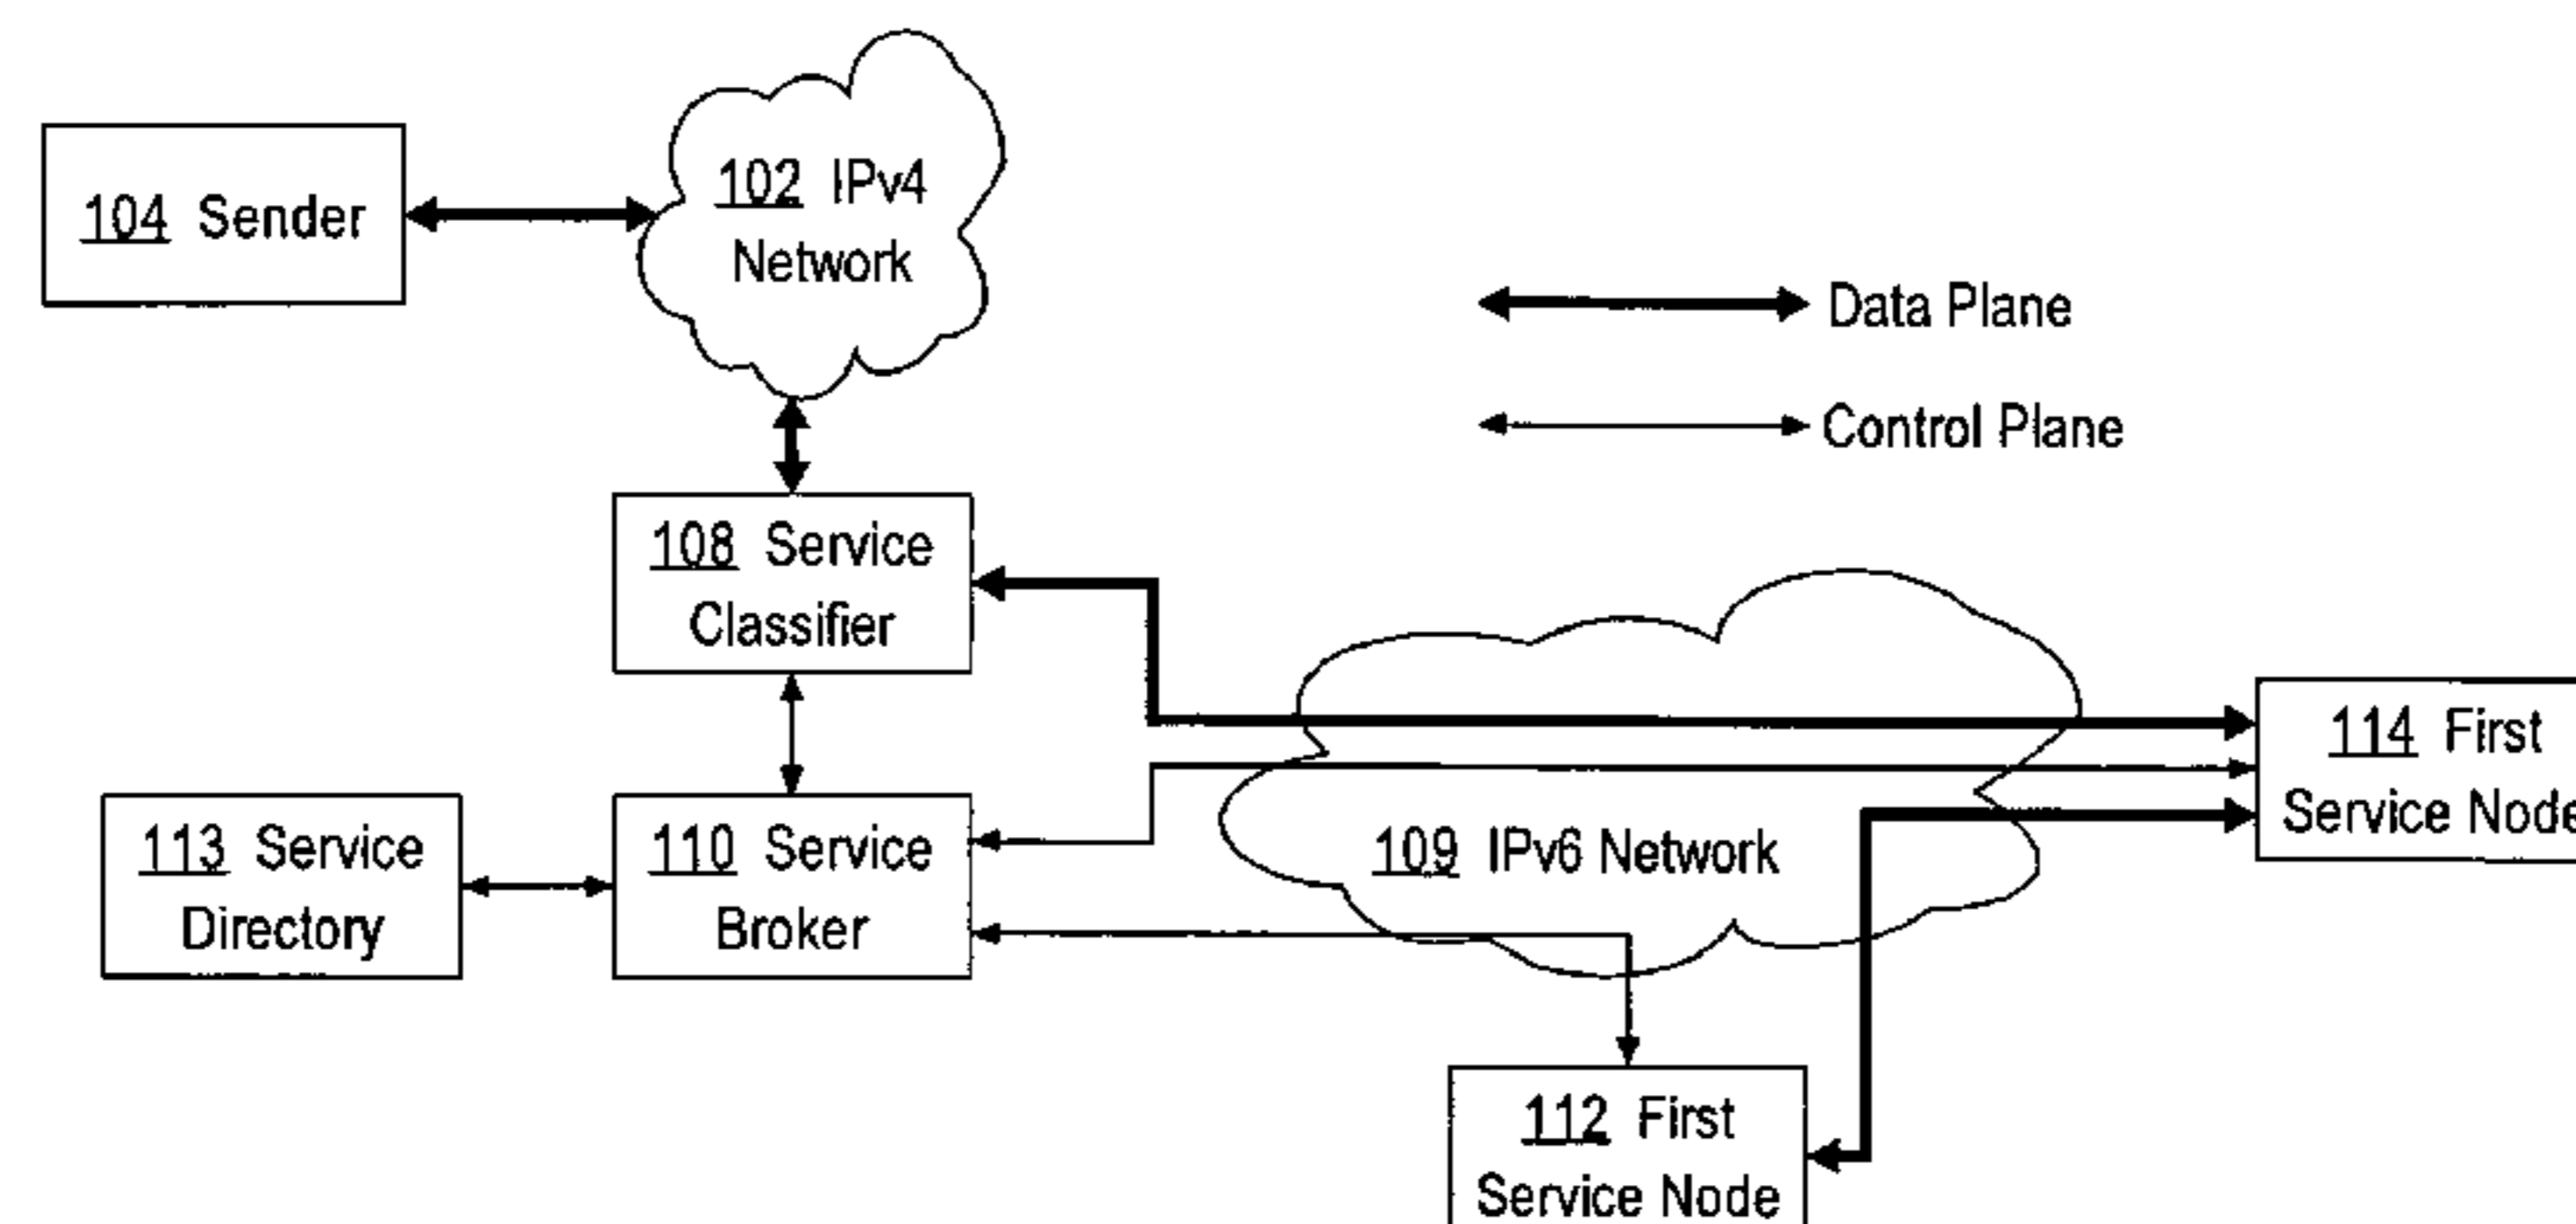 104 Sender
102 IPv4
Network
Data Plane
Control Plane
108 Service
Classifier
114 First
Service Node
113 Service
Directory
110 Service
Broker
109 IPv6 Network
112 First
Service Node